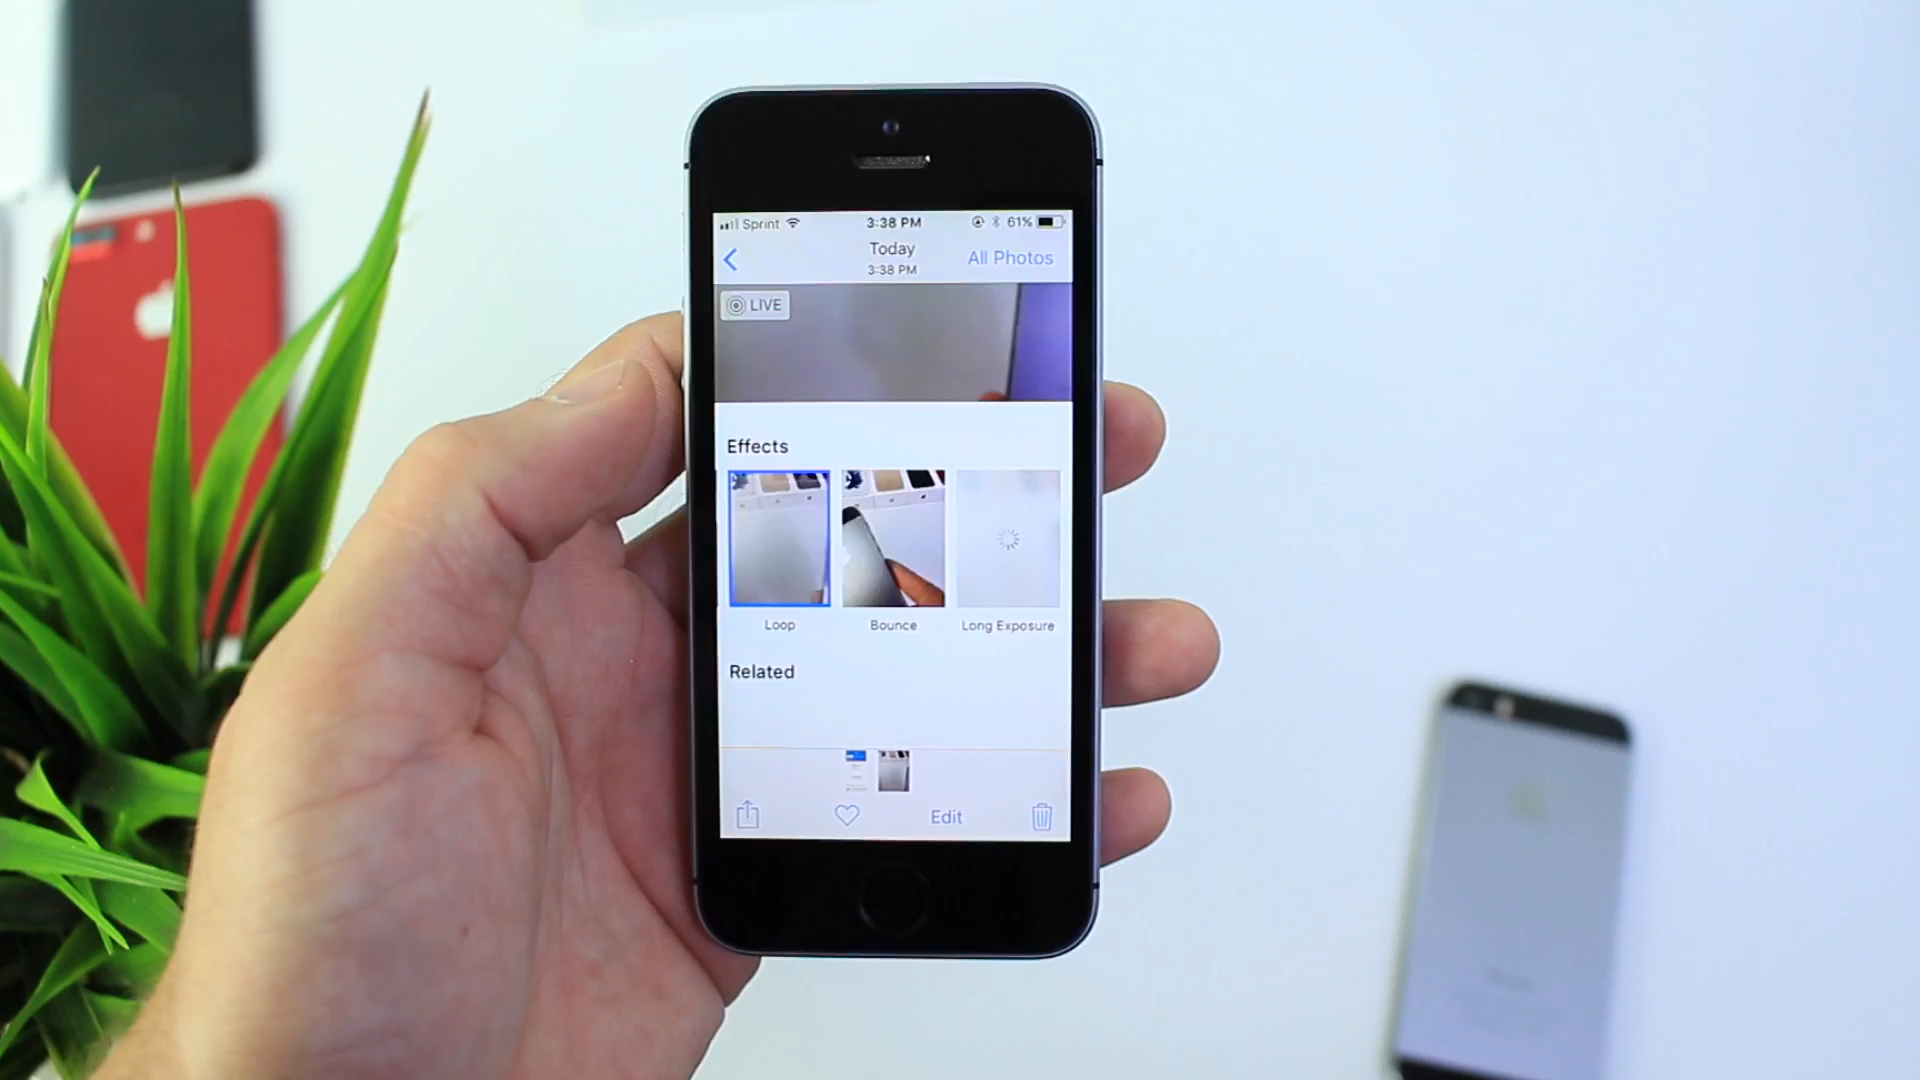 Sprint 3:38 PM 61%
Today
3:38 PM
All Photos
LIVE
Effects
Loop Bounce Long Exposure
Related
Edit